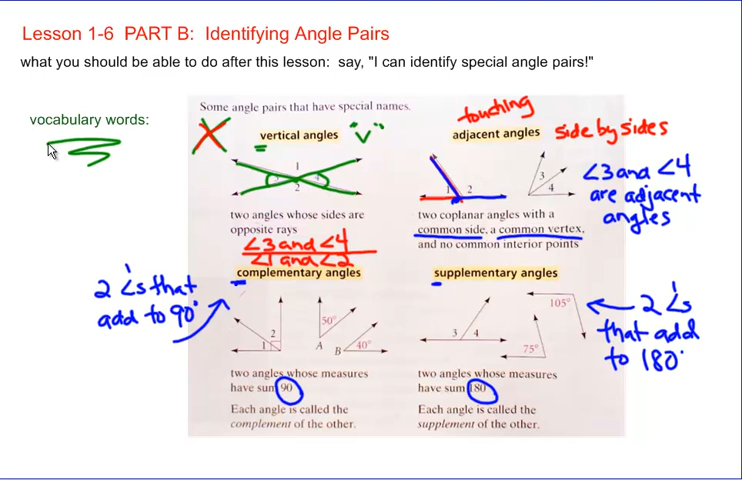 Lesson 1-6 PART B: Identifying Angle Pairs
what you should be able to do after this lesson: say, "I can identify special angle pairs!"
vocabulary words:
Some angle pairs that have special names.
touching
vertical angles
"V"
adjacent angles
side by sides
1
2
1
2
3
4
∠3 and ∠4
are adjacent
angles
two angles whose sides are
opposite rays
∠3 and ∠4
∠1 and ∠2
two coplanar angles with a
common side, a common vertex,
and no common interior points
complementary angles
supplementary angles
2 ∠'s that
add to 90°
2
1
50°
A
B
40°
3
4
105°
75°
2 ∠'s
that add
to 180°
two angles whose measures
have sum 90
two angles whose measures
have sum 180
Each angle is called the
complement of the other.
Each angle is called the
supplement of the other.